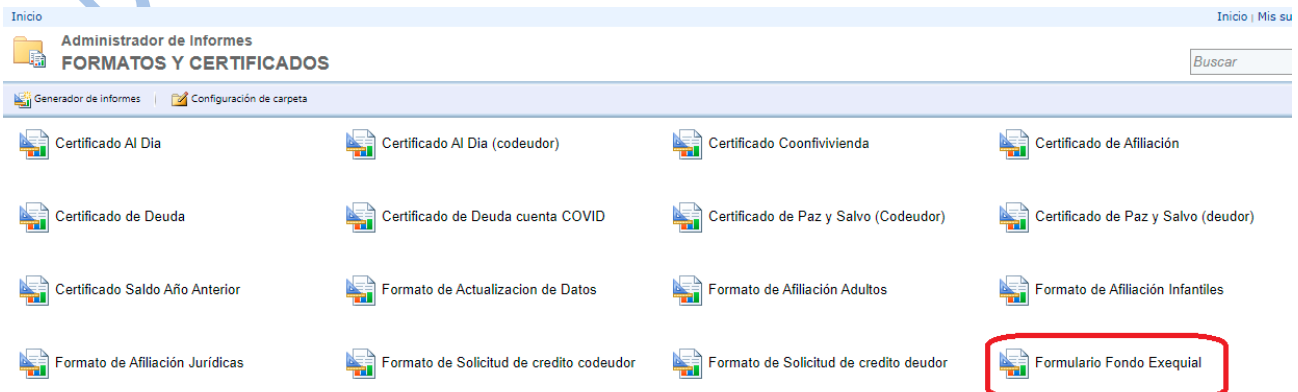 Inicio
Inicio | Mis su
Administrador de Informes
FORMATOS Y CERTIFICADOS
Buscar
Generador de informes | Configuración de carpeta
Certificado Al Dia
Certificado Al Dia (codeudor)
Certificado Coonfivivienda
Certificado de Afiliación
Certificado de Deuda
Certificado de Deuda cuenta COVID
Certificado de Paz y Salvo (Codeudor)
Certificado de Paz y Salvo (deudor)
Certificado Saldo Año Anterior
Formato de Actualizacion de Datos
Formato de Afiliación Adultos
Formato de Afiliación Infantiles
Formato de Afiliación Jurídicas
Formato de Solicitud de credito codeudor
Formato de Solicitud de credito deudor
Formulario Fondo Exequial